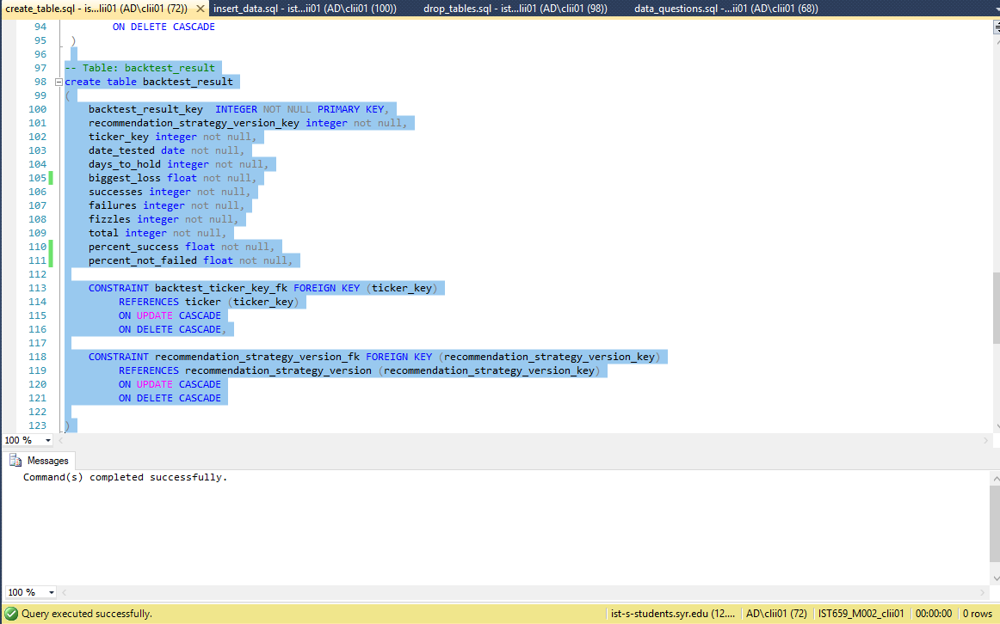 create_table.sql - is...lii01 (AD\clii01 (72)) insert_data.sql - ist...ii01 (AD\clii01 (100)) drop_tables.sql - ist...lii01 (AD\clii01 (98)) data_questions.sql -...ii01 (AD\clii01 (68))
94 ON DELETE CASCADE
95 )
96
97 -- Table: backtest_result
98 create table backtest_result
99 (
100 backtest_result_key INTEGER NOT NULL PRIMARY KEY,
101 recommendation_strategy_version_key integer not null,
102 ticker_key integer not null,
103 date_tested date not null,
104 days_to_hold integer not null,
105 biggest_loss float not null,
106 successes integer not null,
107 failures integer not null,
108 fizzles integer not null,
109 total integer not null,
110 percent_success float not null,
111 percent_not_failed float not null,
112
113 CONSTRAINT backtest_ticker_key_fk FOREIGN KEY (ticker_key)
114 REFERENCES ticker (ticker_key)
115 ON UPDATE CASCADE
116 ON DELETE CASCADE,
117
118 CONSTRAINT recommendation_strategy_version_fk FOREIGN KEY (recommendation_strategy_version_key)
119 REFERENCES recommendation_strategy_version (recommendation_strategy_version_key)
120 ON UPDATE CASCADE
121 ON DELETE CASCADE
122
123 )
100 %
Messages
Command(s) completed successfully.
100 %
Query executed successfully. ist-s-students.syr.edu (12.... AD\clii01 (72) IST659_M002_clii01 00:00:00 0 rows